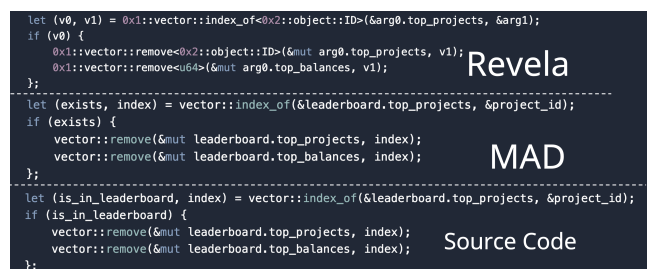 let (v0, v1) = 0x1::vector::index_of<0x2::object::ID>(&arg0.top_projects, &arg1);
if (v0) {
    0x1::vector::remove<0x2::object::ID>(&mut arg0.top_projects, v1);
    0x1::vector::remove<u64>(&mut arg0.top_balances, v1);
};
Revela
let (exists, index) = vector::index_of(&leaderboard.top_projects, &project_id);
if (exists) {
    vector::remove(&mut leaderboard.top_projects, index);
    vector::remove(&mut leaderboard.top_balances, index);
};
MAD
let (is_in_leaderboard, index) = vector::index_of(&leaderboard.top_projects, &project_id);
if (is_in_leaderboard) {
    vector::remove(&mut leaderboard.top_projects, index);
    vector::remove(&mut leaderboard.top_balances, index);
};
Source Code